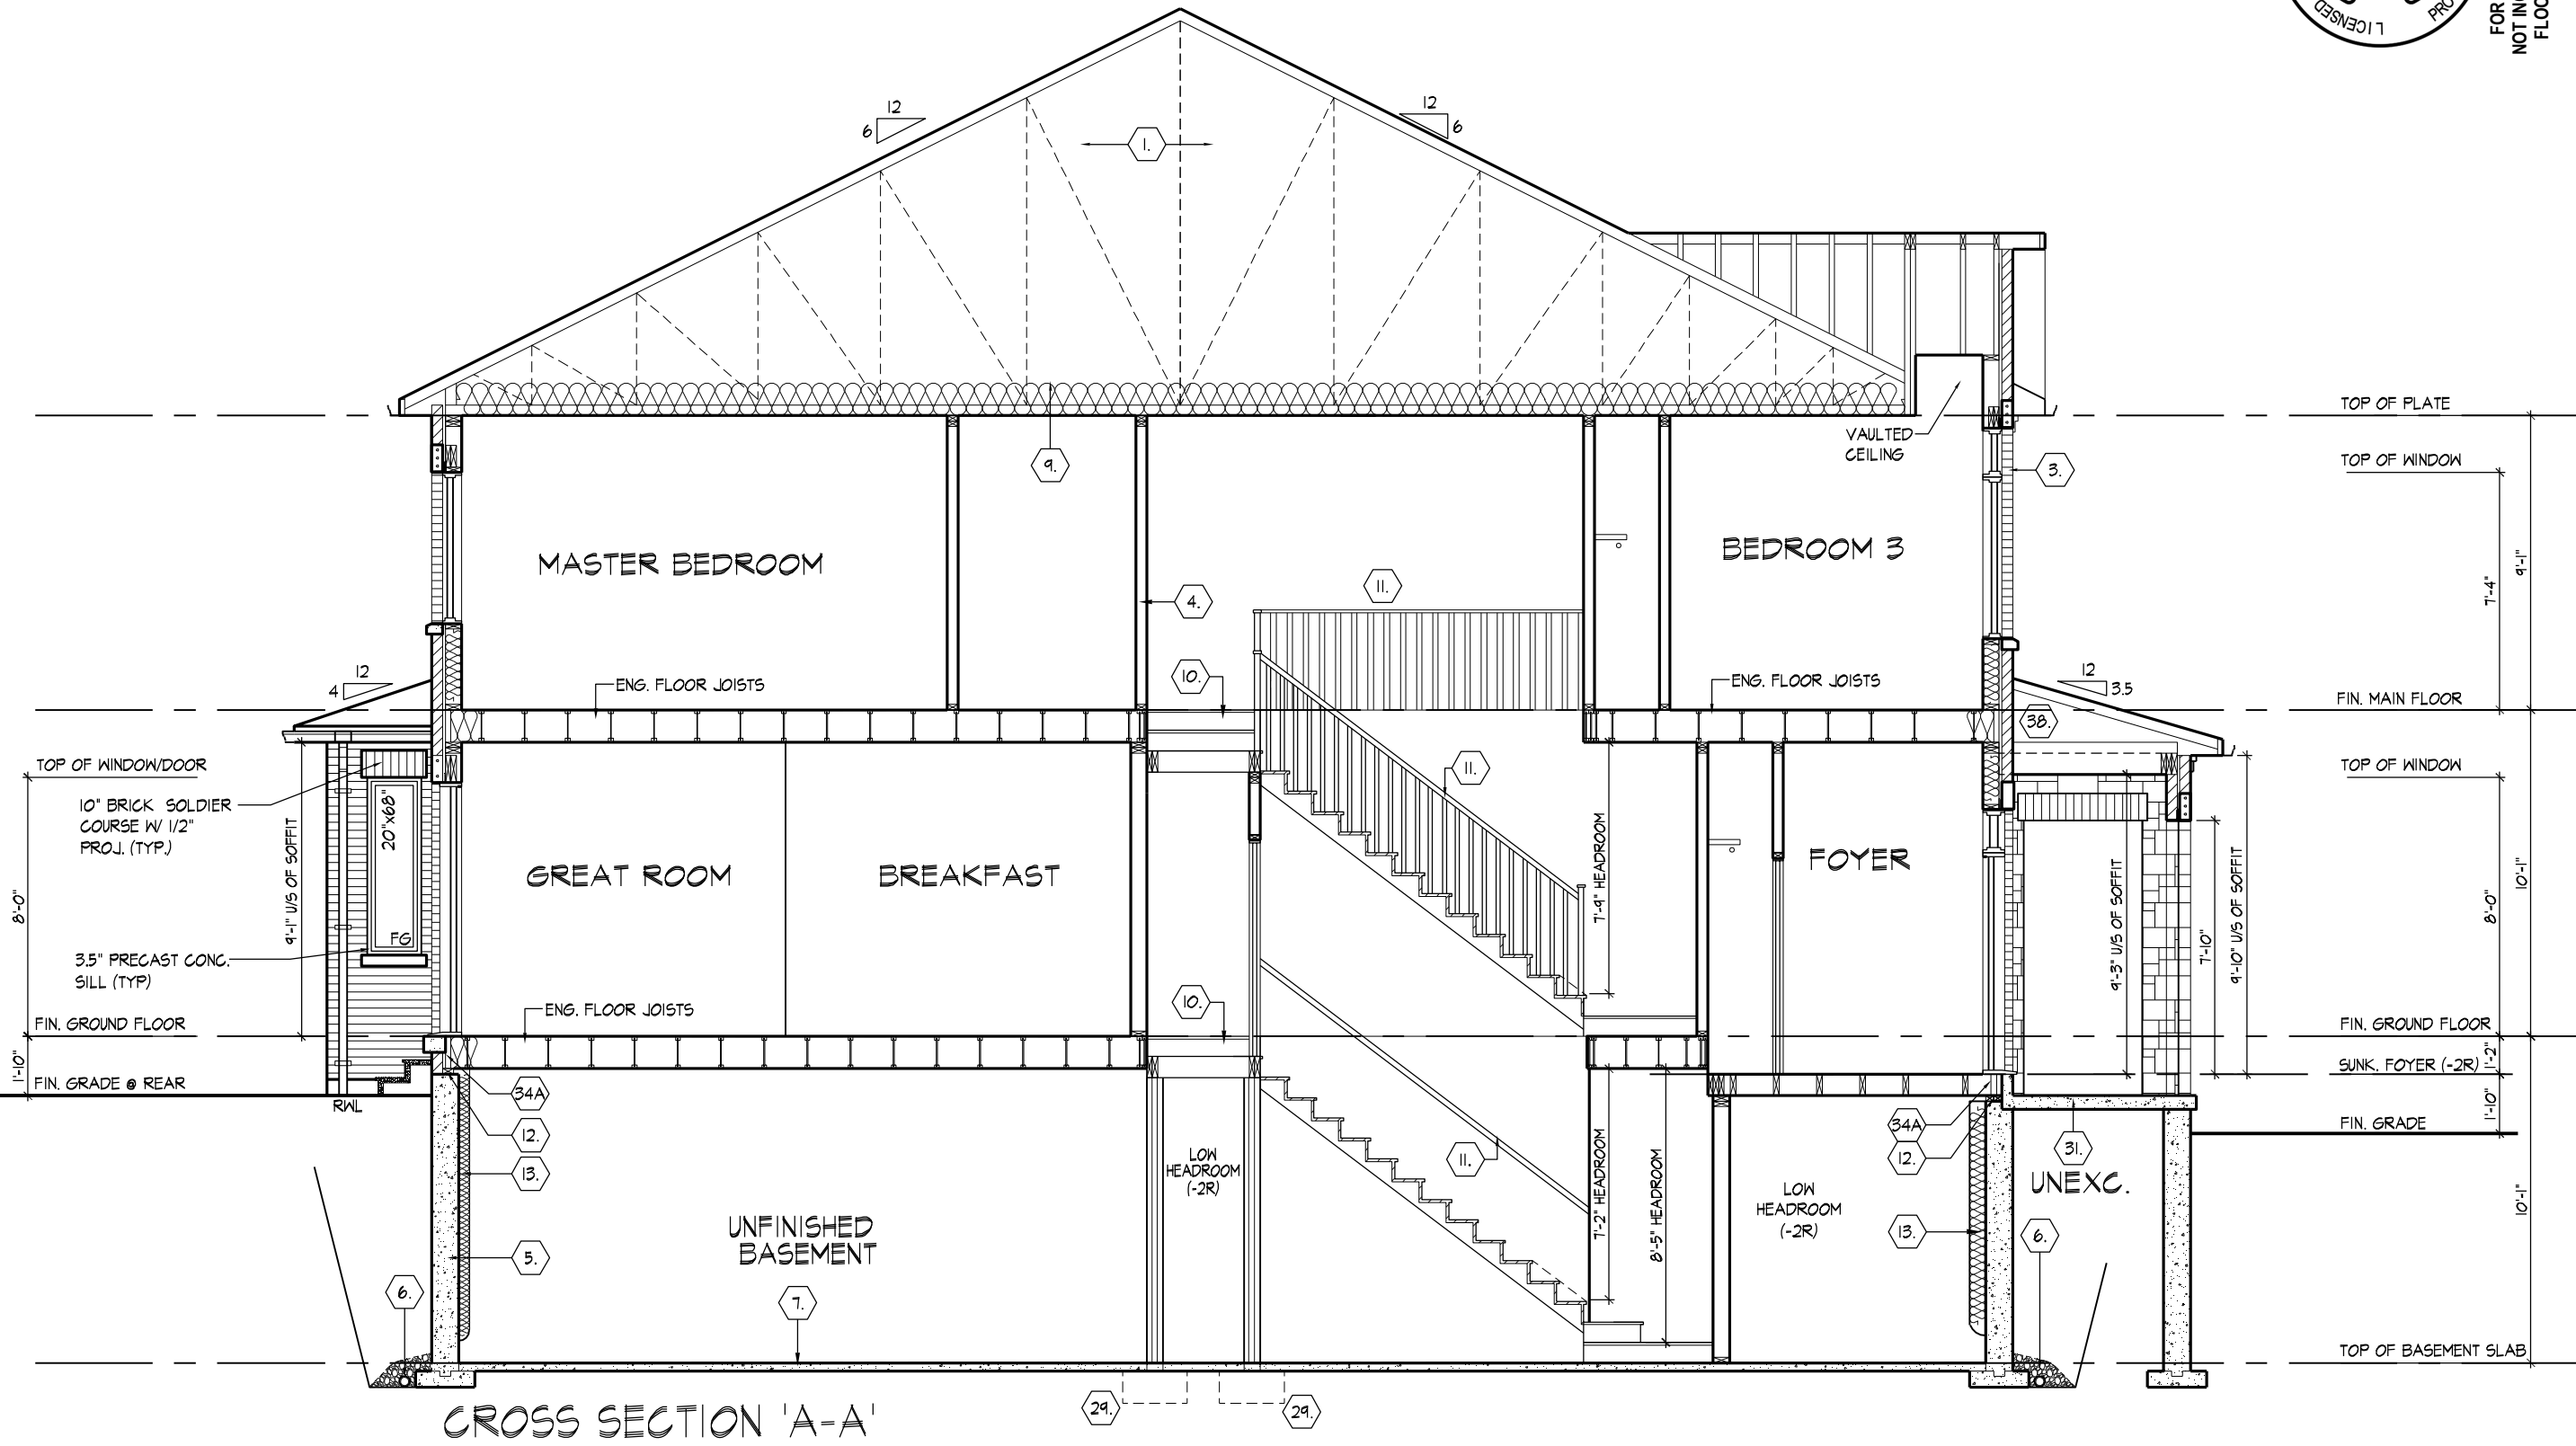 LICENSED
PRO
FOR
NOT INC
FLOO
12
6
12
6
1.
TOP OF PLATE
VAULTED
CEILING
9.
3.
TOP OF WINDOW
MASTER BEDROOM
BEDROOM 3
11.
4.
7'-4"
9'-1"
12
4
ENG. FLOOR JOISTS
10.
ENG. FLOOR JOISTS
12
3.5
FIN. MAIN FLOOR
38.
TOP OF WINDOW/DOOR
TOP OF WINDOW
10" BRICK SOLDIER
COURSE W/ 1/2"
PROJ. (TYP.)
20"x68"
FG
9'-1" U/S OF SOFFIT
8'-0"
11.
7'-9" HEADROOM
GREAT ROOM
BREAKFAST
FOYER
9'-3" U/S OF SOFFIT
7'-10"
9'-10" U/S OF SOFFIT
8'-0"
10'-1"
3.5" PRECAST CONC.
SILL (TYP)
ENG. FLOOR JOISTS
10.
FIN. GROUND FLOOR
FIN. GROUND FLOOR
1'-10"
1'-2"
SUNK. FOYER (-2R)
FIN. GRADE @ REAR
RWL
34A
12.
13.
34A
12.
31.
1'-10"
FIN. GRADE
LOW
HEADROOM
(-2R)
11.
7'-2" HEADROOM
8'-5" HEADROOM
LOW
HEADROOM
(-2R)
13.
UNEXC.
6.
10'-1"
UNFINISHED
BASEMENT
5.
6.
7.
TOP OF BASEMENT SLAB
29.
29.
CROSS SECTION 'A-A'